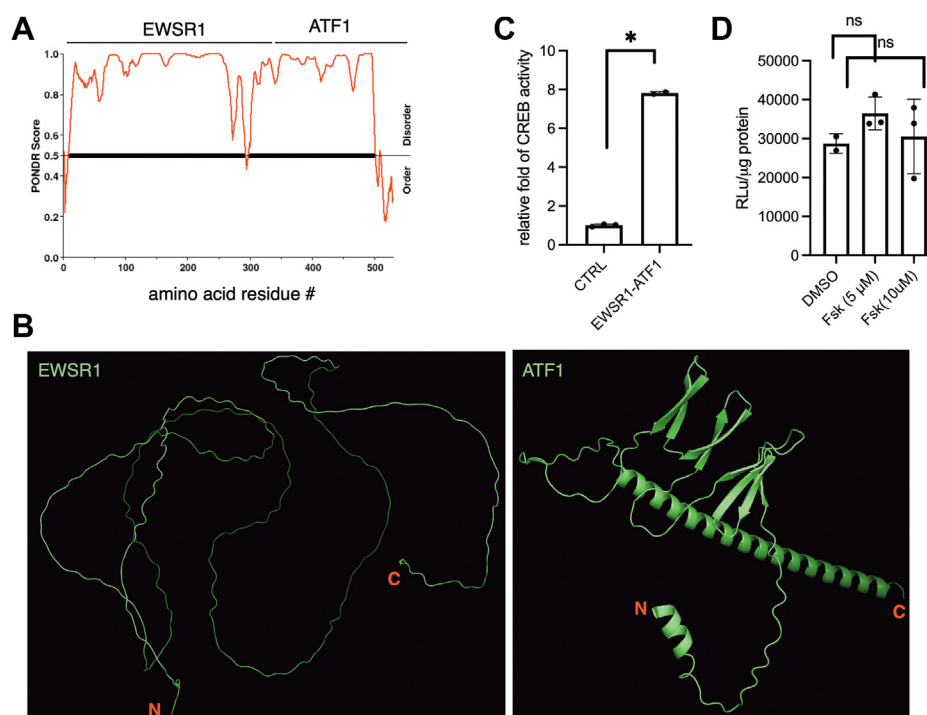 A
EWSR1 ATF1
1.0
0.8
0.6
0.5
0.4
0.2
0.0
PONDR Score
Disorder
Order
0 100 200 300 400 500
amino acid residue #
C
*
10
8
6
4
2
0
relative fold of CREB activity
CTRL
EWSR1-ATF1
D
ns
ns
50000
40000
30000
20000
10000
0
RLu/µg protein
DMSO
Fsk (5 µM)
Fsk(10uM)
B
EWSR1
C
N
ATF1
N
C